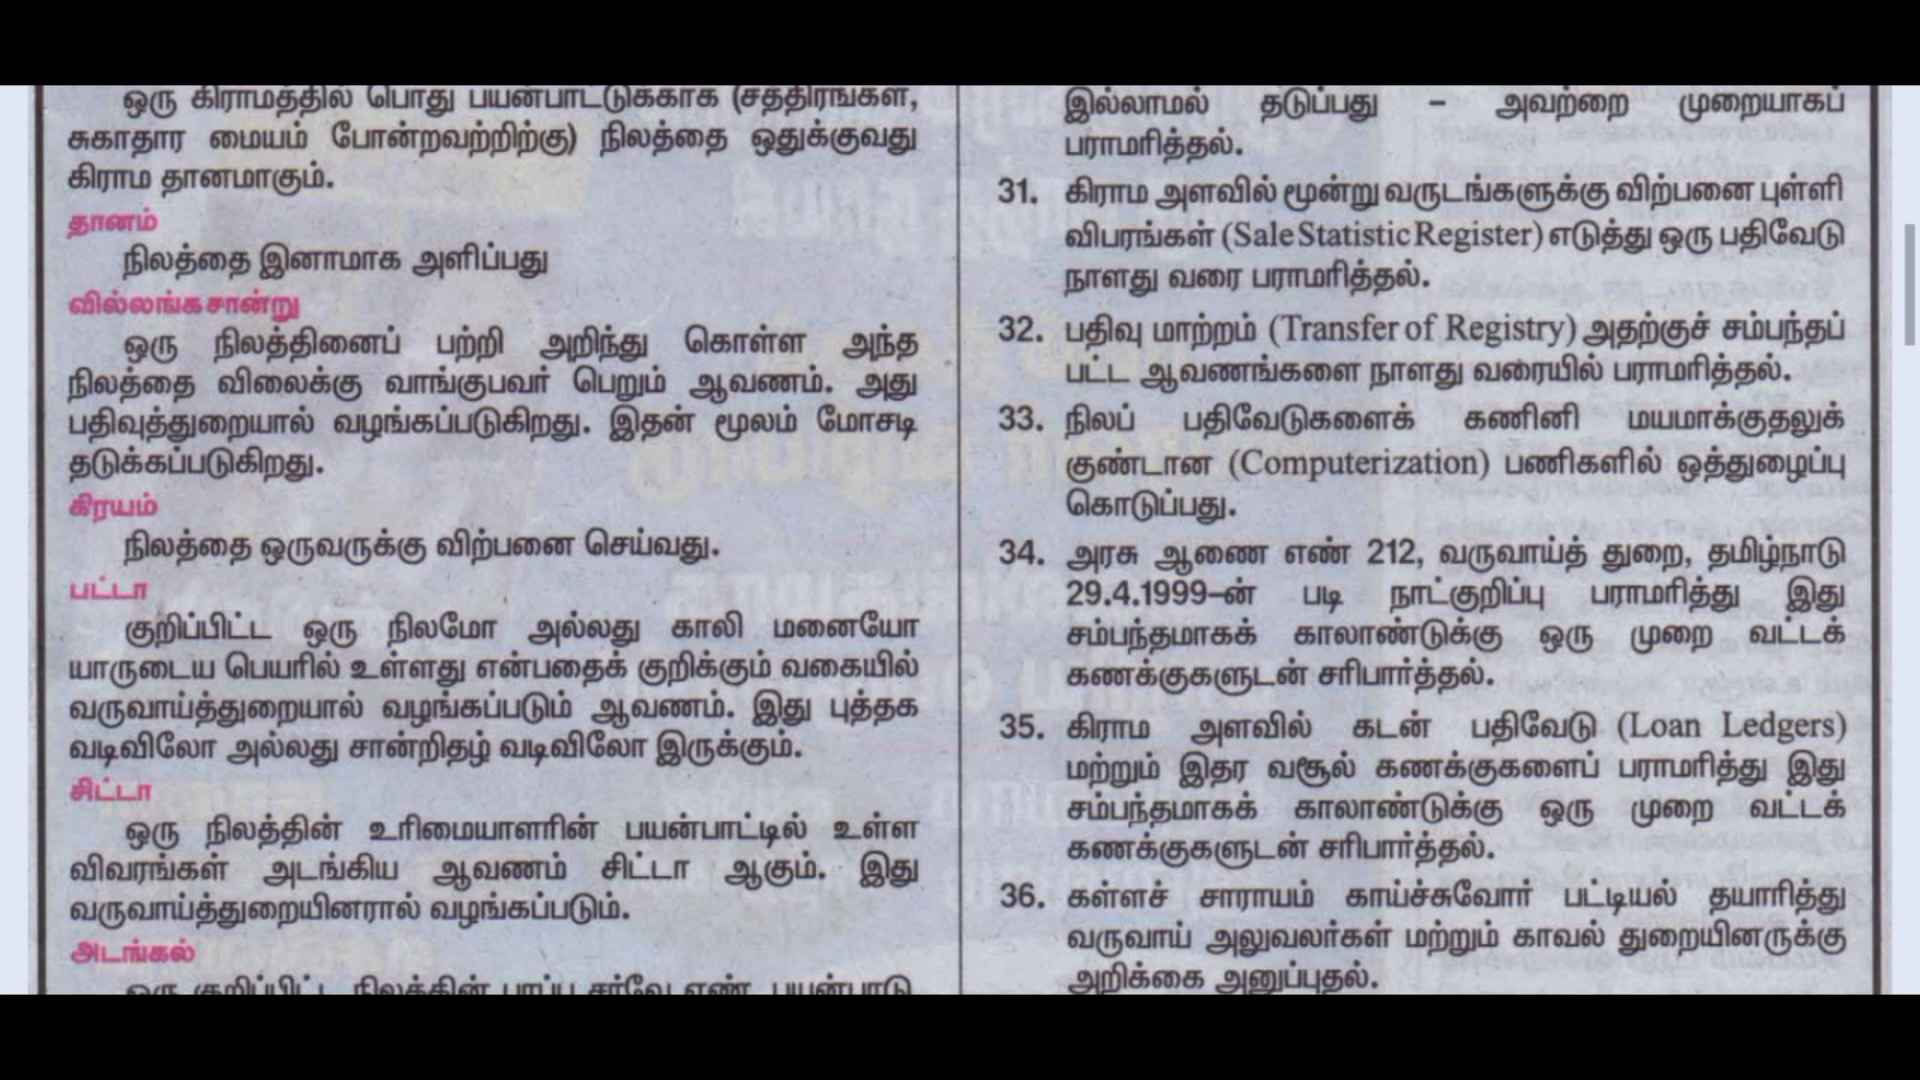 ஒரு கிராமத்தில் பொது பயன்பாட்டுக்காக (சத்திரங்கள்,
சுகாதார மையம் போன்றவற்றிற்கு) நிலத்தை ஒதுக்குவது
கிராம தானமாகும்.
தானம்
நிலத்தை இனாமாக அளிப்பது
வில்லங்கசான்று
ஒரு நிலத்தினைப் பற்றி அறிந்து கொள்ள அந்த
நிலத்தை விலைக்கு வாங்குபவர் பெறும் ஆவணம். அது
பதிவுத்துறையால் வழங்கப்படுகிறது. இதன் மூலம் மோசடி
தடுக்கப்படுகிறது.
கிரயம்
நிலத்தை ஒருவருக்கு விற்பனை செய்வது.
பட்டா
குறிப்பிட்ட ஒரு நிலமோ அல்லது காலி மனையோ
யாருடைய பெயரில் உள்ளது என்பதைக் குறிக்கும் வகையில்
வருவாய்த்துறையால் வழங்கப்படும் ஆவணம். இது புத்தக
வடிவிலோ அல்லது சான்றிதழ் வடிவிலோ இருக்கும்.
சிட்டா
ஒரு நிலத்தின் உரிமையாளரின் பயன்பாட்டில் உள்ள
விவரங்கள் அடங்கிய ஆவணம் சிட்டா ஆகும். இது
வருவாய்த்துறையினரால் வழங்கப்படும்.
அடங்கல்
ஒரு குறிப்பிட்ட நிலத்தின் பரப்பு சர்வே எண், பயன்பாடு,
இல்லாமல் தடுப்பது – அவற்றை முறையாகப்
பராமரித்தல்.
31. கிராம அளவில் மூன்று வருடங்களுக்கு விற்பனை புள்ளி
விபரங்கள் (Sale Statistic Register) எடுத்து ஒரு பதிவேடு
நாளது வரை பராமரித்தல்.
32. பதிவு மாற்றம் (Transfer of Registry) அதற்குச் சம்பந்தப்
பட்ட ஆவணங்களை நாளது வரையில் பராமரித்தல்.
33. நிலப் பதிவேடுகளைக் கணினி மயமாக்குதலுக்
குண்டான (Computerization) பணிகளில் ஒத்துழைப்பு
கொடுப்பது.
34. அரசு ஆணை எண் 212, வருவாய்த் துறை, தமிழ்நாடு
29.4.1999–ன் படி நாட்குறிப்பு பராமரித்து இது
சம்பந்தமாகக் காலாண்டுக்கு ஒரு முறை வட்டக்
கணக்குகளுடன் சரிபார்த்தல்.
35. கிராம அளவில் கடன் பதிவேடு (Loan Ledgers)
மற்றும் இதர வசூல் கணக்குகளைப் பராமரித்து இது
சம்பந்தமாகக் காலாண்டுக்கு ஒரு முறை வட்டக்
கணக்குகளுடன் சரிபார்த்தல்.
36. கள்ளச் சாராயம் காய்ச்சுவோர் பட்டியல் தயாரித்து
வருவாய் அலுவலர்கள் மற்றும் காவல் துறையினருக்கு
அறிக்கை அனுப்புதல்.